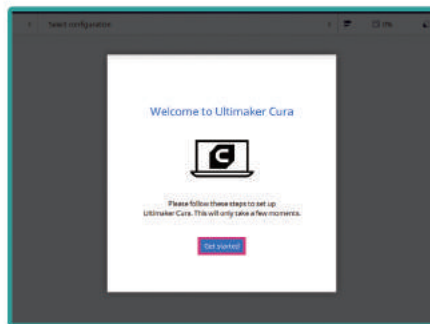 Select configuration
0%
Welcome to Ultimaker Cura
Please follow these steps to set up
Ultimaker Cura. This will only take a few moments.
Get started